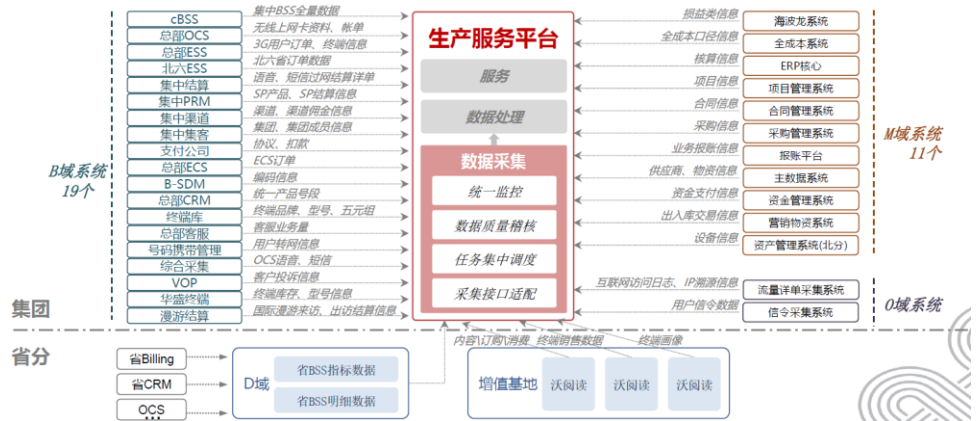 B域系统
19个
cBSS
集中BSS全量数据
总部OCS
无线上网卡资料、帐单
总部ESS
3G用户订单、终端信息
北六ESS
北六省订单数据
集中结算
语音、短信过网结算详单
集中PRM
SP产品、SP结算信息
集中渠道
渠道、渠道佣金信息
集中集客
集团、集团成员信息
支付公司
协议、扣款
总部ECS
ECS订单
B-SDM
编码信息
总部CRM
统一产品号段
终端库
终端品牌、型号、五元组
总部客服
客服业务量
号码携带管理
用户转网信息
综合采集
OCS语音、短信
VOP
客户投诉信息
华盛终端
终端库存、型号信息
漫游结算
国际漫游来访、出访结算信息
生产服务平台
服务
数据处理
数据采集
统一监控
数据质量稽核
任务集中调度
采集接口适配
损益类信息
海波龙系统
全成本口径信息
全成本系统
核算信息
ERP核心
项目信息
项目管理系统
合同信息
合同管理系统
采购信息
采购管理系统
业务报账信息
报账平台
供应商、物资信息
主数据系统
资金支付信息
资金管理系统
出入库交易信息
营销物资系统
设备信息
资产管理系统(北分)
M域系统
11个
互联网访问日志、IP溯源信息
流量详单采集系统
用户信令数据
信令采集系统
O域系统
集团
省分
省Billing
省CRM
OCS
...
D域
省BSS指标数据
省BSS明细数据
内容\订购\消费
终端销售数据
终端画像
增值基地
沃阅读
沃阅读
沃阅读